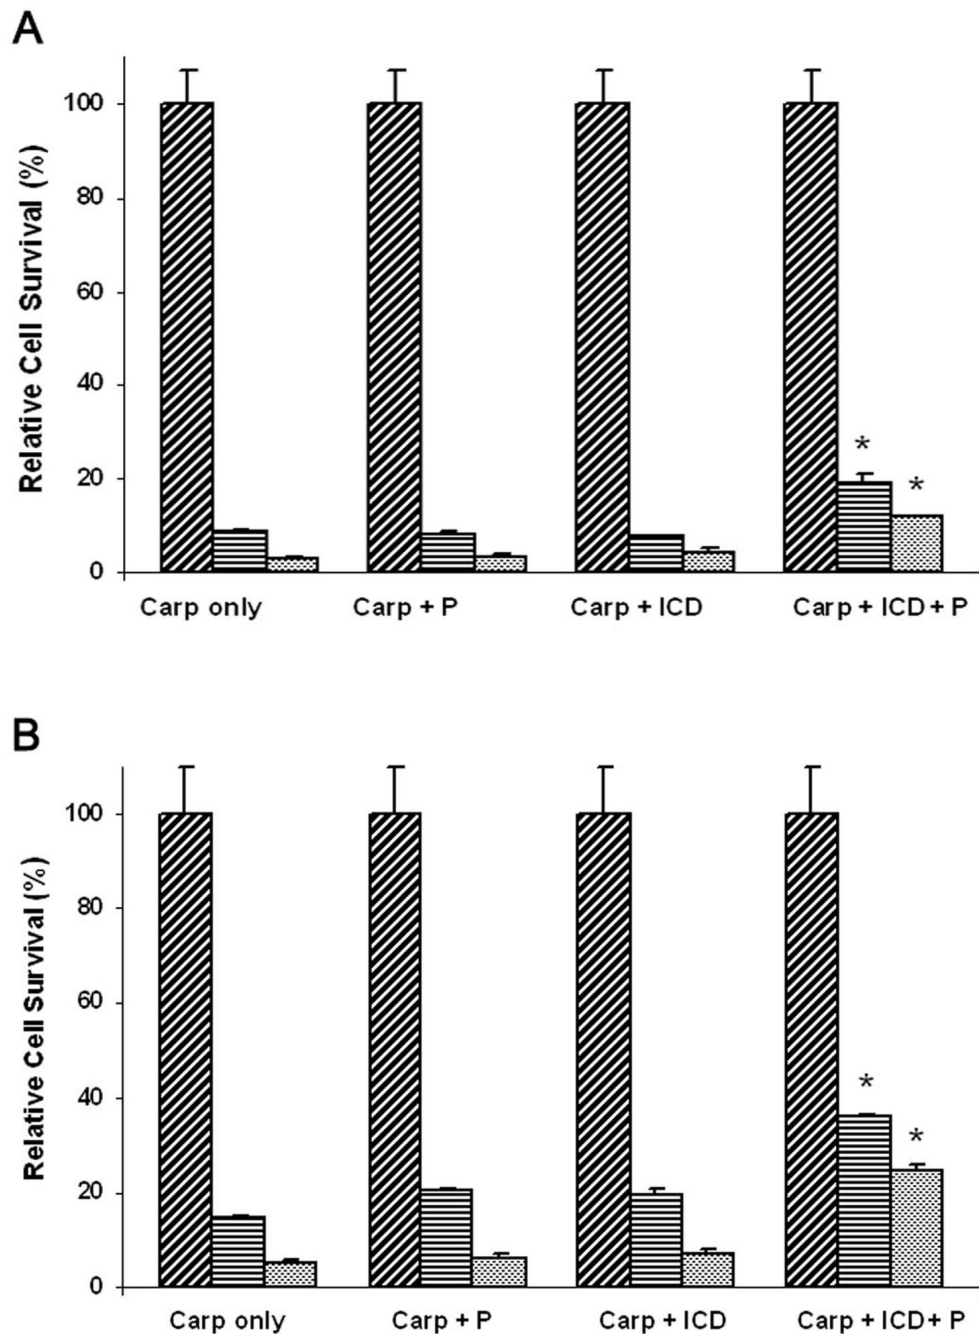 A
Relative Cell Survival (%)
100
80
60
40
20
0
*
*
Carp only
Carp + P
Carp + ICD
Carp + ICD + P
B
Relative Cell Survival (%)
100
80
60
40
20
0
*
*
Carp only
Carp + P
Carp + ICD
Carp + ICD + P